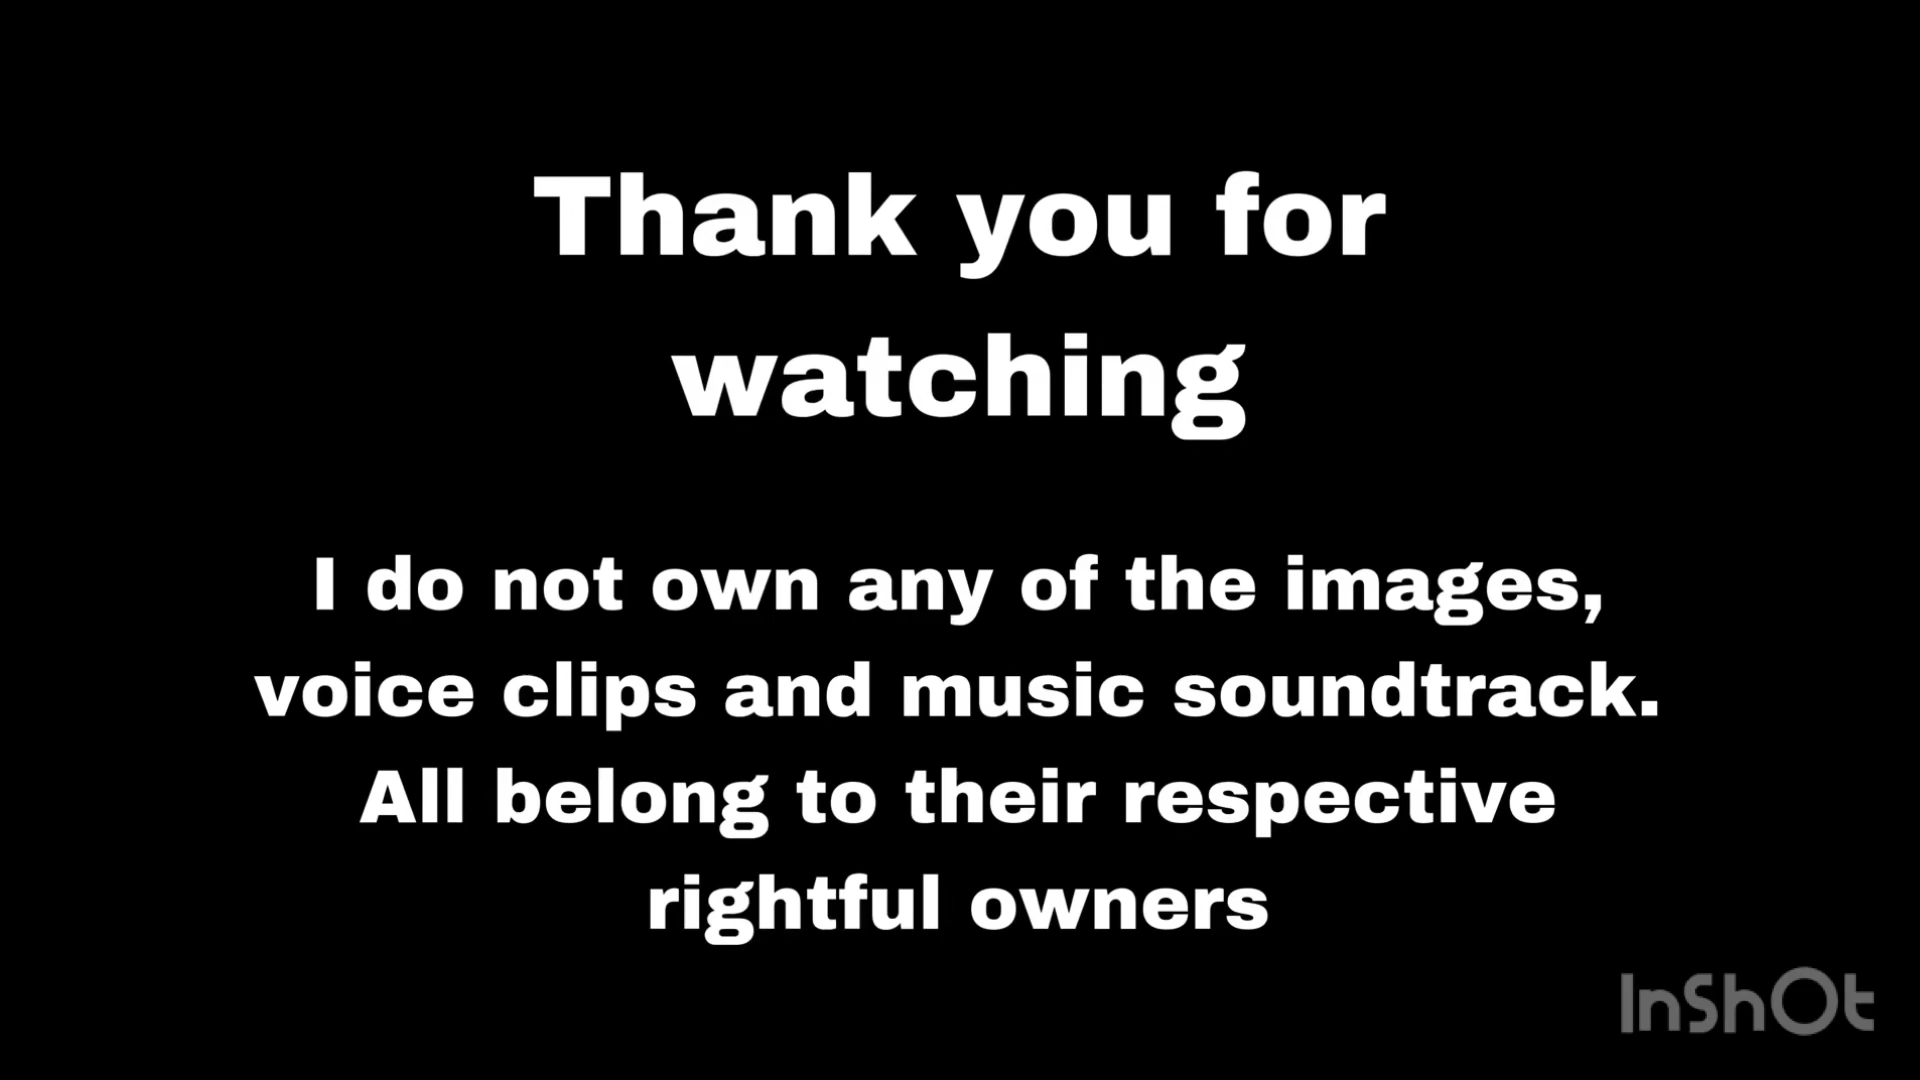 Thank you for
watching
I do not own any of the images,
voice clips and music soundtrack.
All belong to their respective
rightful owners
InShOt